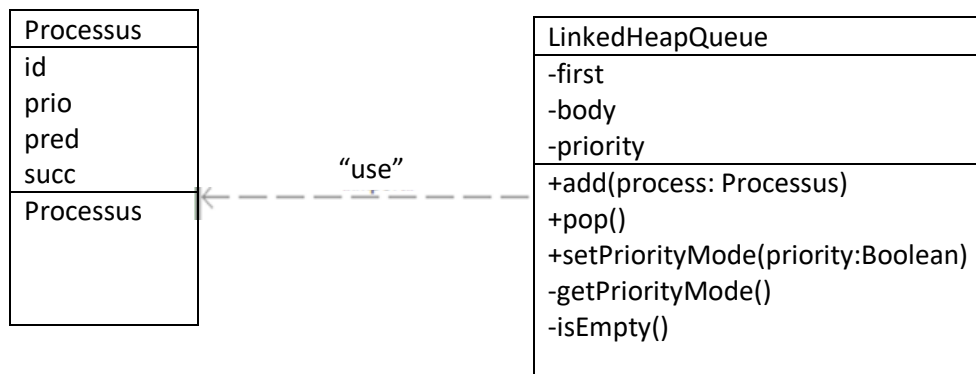 Processus
id
prio
pred
succ
Processus
“use”
LinkedHeapQueue
-first
-body
-priority
+add(process: Processus)
+pop()
+setPriorityMode(priority:Boolean)
-getPriorityMode()
-isEmpty()